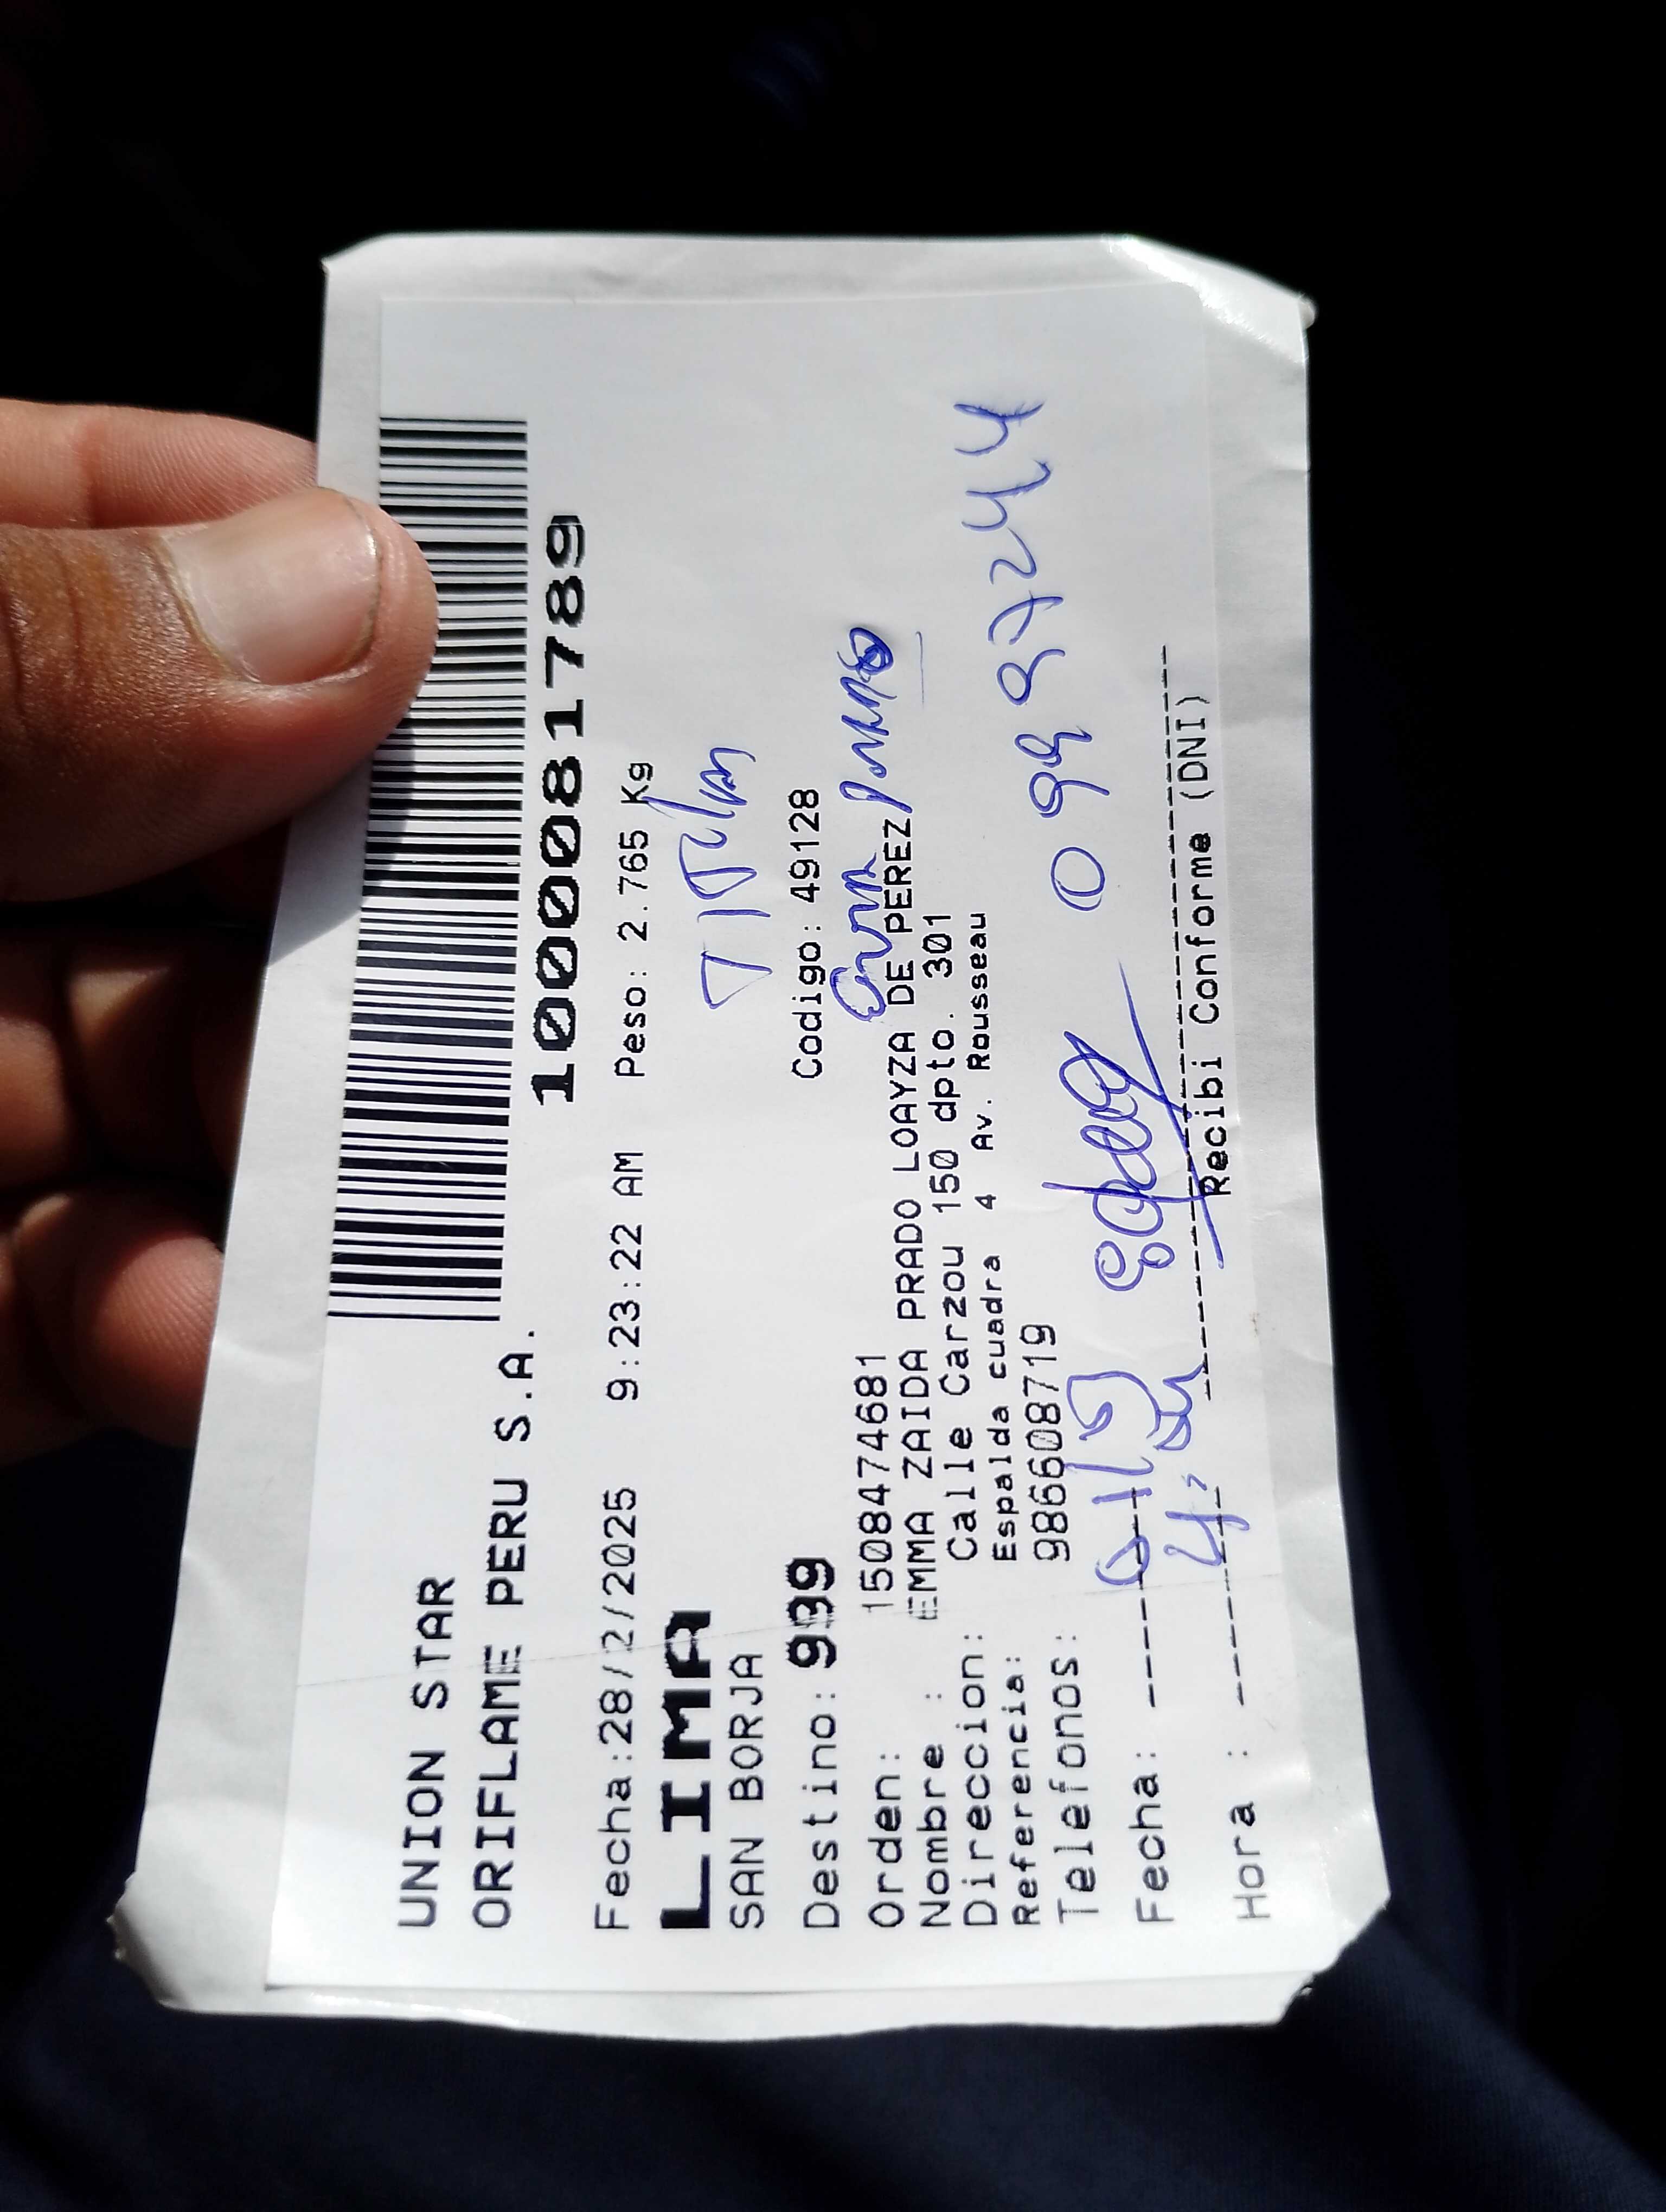 UNION STAR
ORIFLAME PERU S.A.
100081789
Fecha:28/2/2025 9:23:22 AM Peso: 2.765 Kg
LIMA
SAN BORJA
Destino: 939 Codigo: 49128
Orden: 1508474681
Nombre : EMMA ZAIDA PRADO LOAYZA DE PEREZ
Direccion: Calle Carzou 150 dpto. 301
Referencia: Espalda cuadra 4 Av. Rousseau
Telefonos: 986608719
Fecha:
Hora :
Recibi Conforme (DNI)